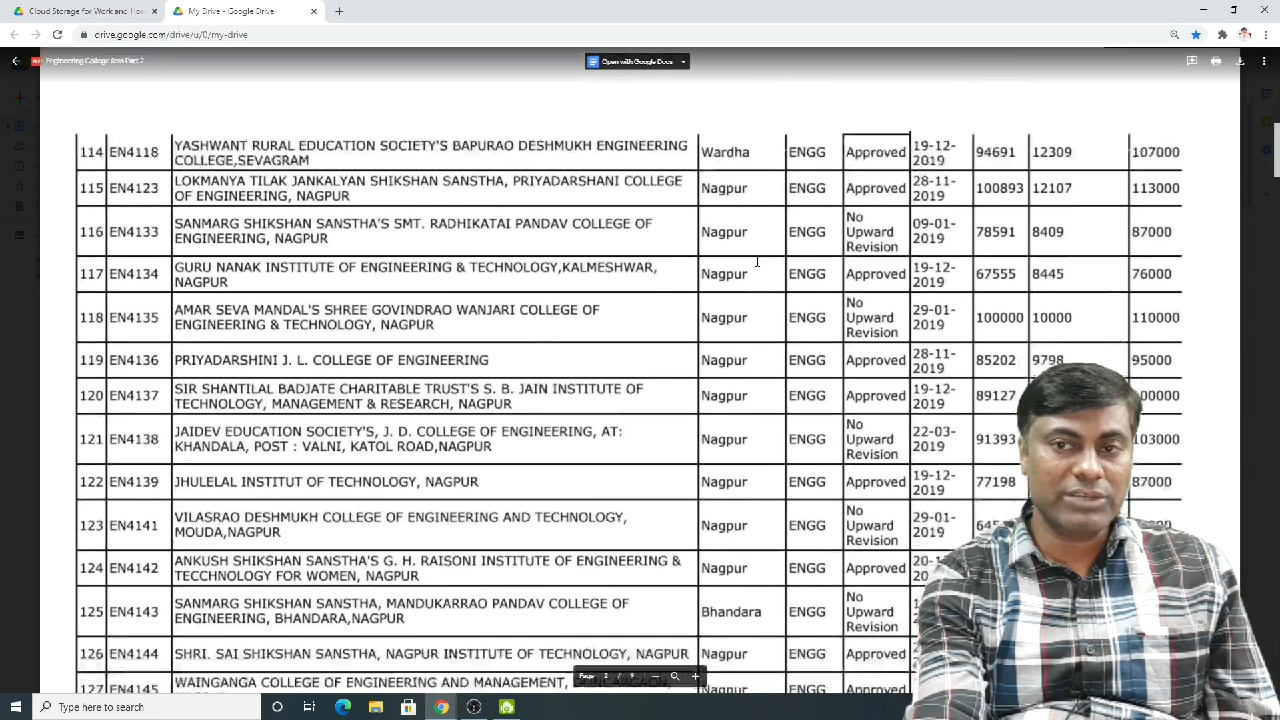 Cloud Storage for Work and Hom
My Drive - Google Drive
drive.google.com/drive/u/0/my-drive
Engineering College fess Part 2
Open with Google Docs
114 EN4118 YASHWANT RURAL EDUCATION SOCIETY'S BAPURAO DESHMUKH ENGINEERING COLLEGE,SEVAGRAM Wardha ENGG Approved 19-12-2019 94691 12309 107000
115 EN4123 LOKMANYA TILAK JANKALYAN SHIKSHAN SANSTHA, PRIYADARSHANI COLLEGE OF ENGINEERING, NAGPUR Nagpur ENGG Approved 28-11-2019 100893 12107 113000
116 EN4133 SANMARG SHIKSHAN SANSTHA'S SMT. RADHIKATAI PANDAV COLLEGE OF ENGINEERING, NAGPUR Nagpur ENGG No Upward Revision 09-01-2019 78591 8409 87000
117 EN4134 GURU NANAK INSTITUTE OF ENGINEERING & TECHNOLOGY,KALMESHWAR, NAGPUR Nagpur ENGG Approved 19-12-2019 67555 8445 76000
118 EN4135 AMAR SEVA MANDAL'S SHREE GOVINDRAO WANJARI COLLEGE OF ENGINEERING & TECHNOLOGY, NAGPUR Nagpur ENGG No Upward Revision 29-01-2019 100000 10000 110000
119 EN4136 PRIYADARSHINI J. L. COLLEGE OF ENGINEERING Nagpur ENGG Approved 28-11-2019 85202 9798 95000
120 EN4137 SIR SHANTILAL BADJATE CHARITABLE TRUST'S S. B. JAIN INSTITUTE OF TECHNOLOGY, MANAGEMENT & RESEARCH, NAGPUR Nagpur ENGG Approved 19-12-2019 89127
121 EN4138 JAIDEV EDUCATION SOCIETY'S, J. D. COLLEGE OF ENGINEERING, AT: KHANDALA, POST : VALNI, KATOL ROAD,NAGPUR Nagpur ENGG No Upward Revision 22-03-2019 91393 103000
122 EN4139 JHULELAL INSTITUT OF TECHNOLOGY, NAGPUR Nagpur ENGG Approved 19-12-2019 77198 87000
123 EN4141 VILASRAO DESHMUKH COLLEGE OF ENGINEERING AND TECHNOLOGY, MOUDA,NAGPUR Nagpur ENGG No Upward Revision 29-01-2019
124 EN4142 ANKUSH SHIKSHAN SANSTHA'S G. H. RAISONI INSTITUTE OF ENGINEERING & TECCHNOLOGY FOR WOMEN, NAGPUR Nagpur ENGG Approved
125 EN4143 SANMARG SHIKSHAN SANSTHA, MANDUKARRAO PANDAV COLLEGE OF ENGINEERING, BHANDARA,NAGPUR Bhandara ENGG No Upward Revision
126 EN4144 SHRI. SAI SHIKSHAN SANSTHA, NAGPUR INSTITUTE OF TECHNOLOGY, NAGPUR Nagpur ENGG Approved
127 EN4145 WAINGANGA COLLEGE OF ENGINEERING AND MANAGEMENT, Nagpur ENGG Approved
Page 2 / 9
Type here to search